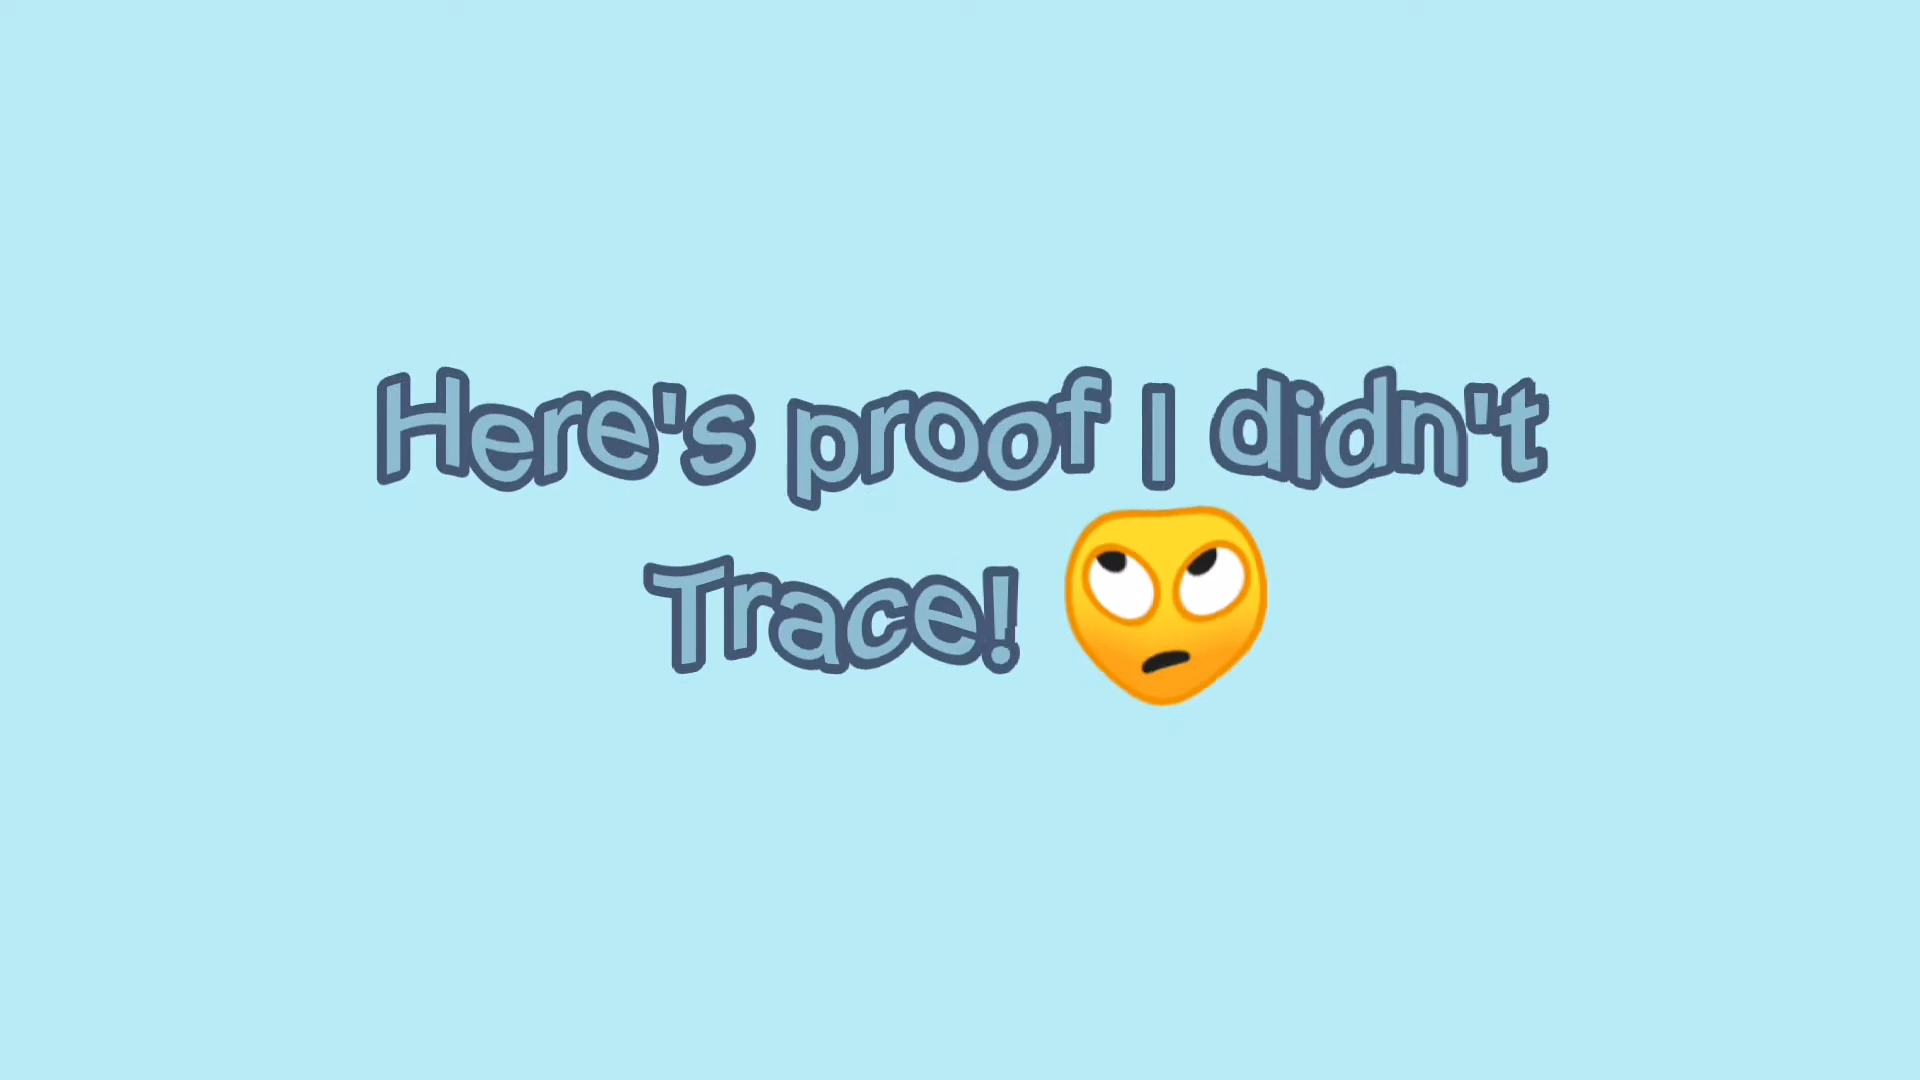 Here's proof I didn't
Trace! 🙄